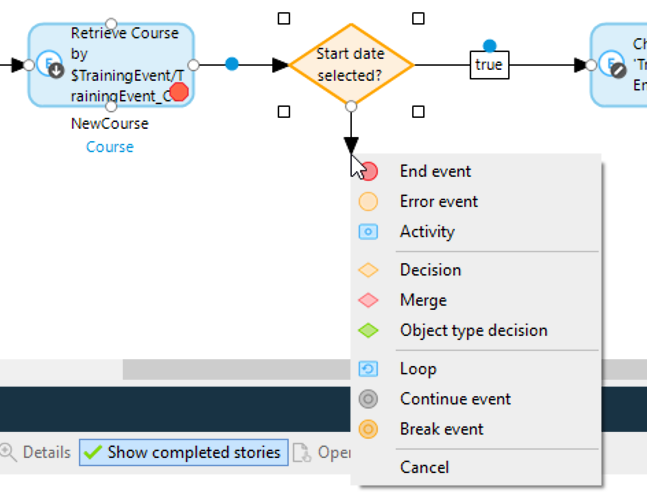 Retrieve Course
by
$TrainingEvent/T
rainingEvent_C
NewCourse
Course
Start date
selected?
true
Ch
'Tr
En
End event
Error event
Activity
Decision
Merge
Object type decision
Loop
Continue event
Break event
Cancel
Details
Show completed stories
Oper